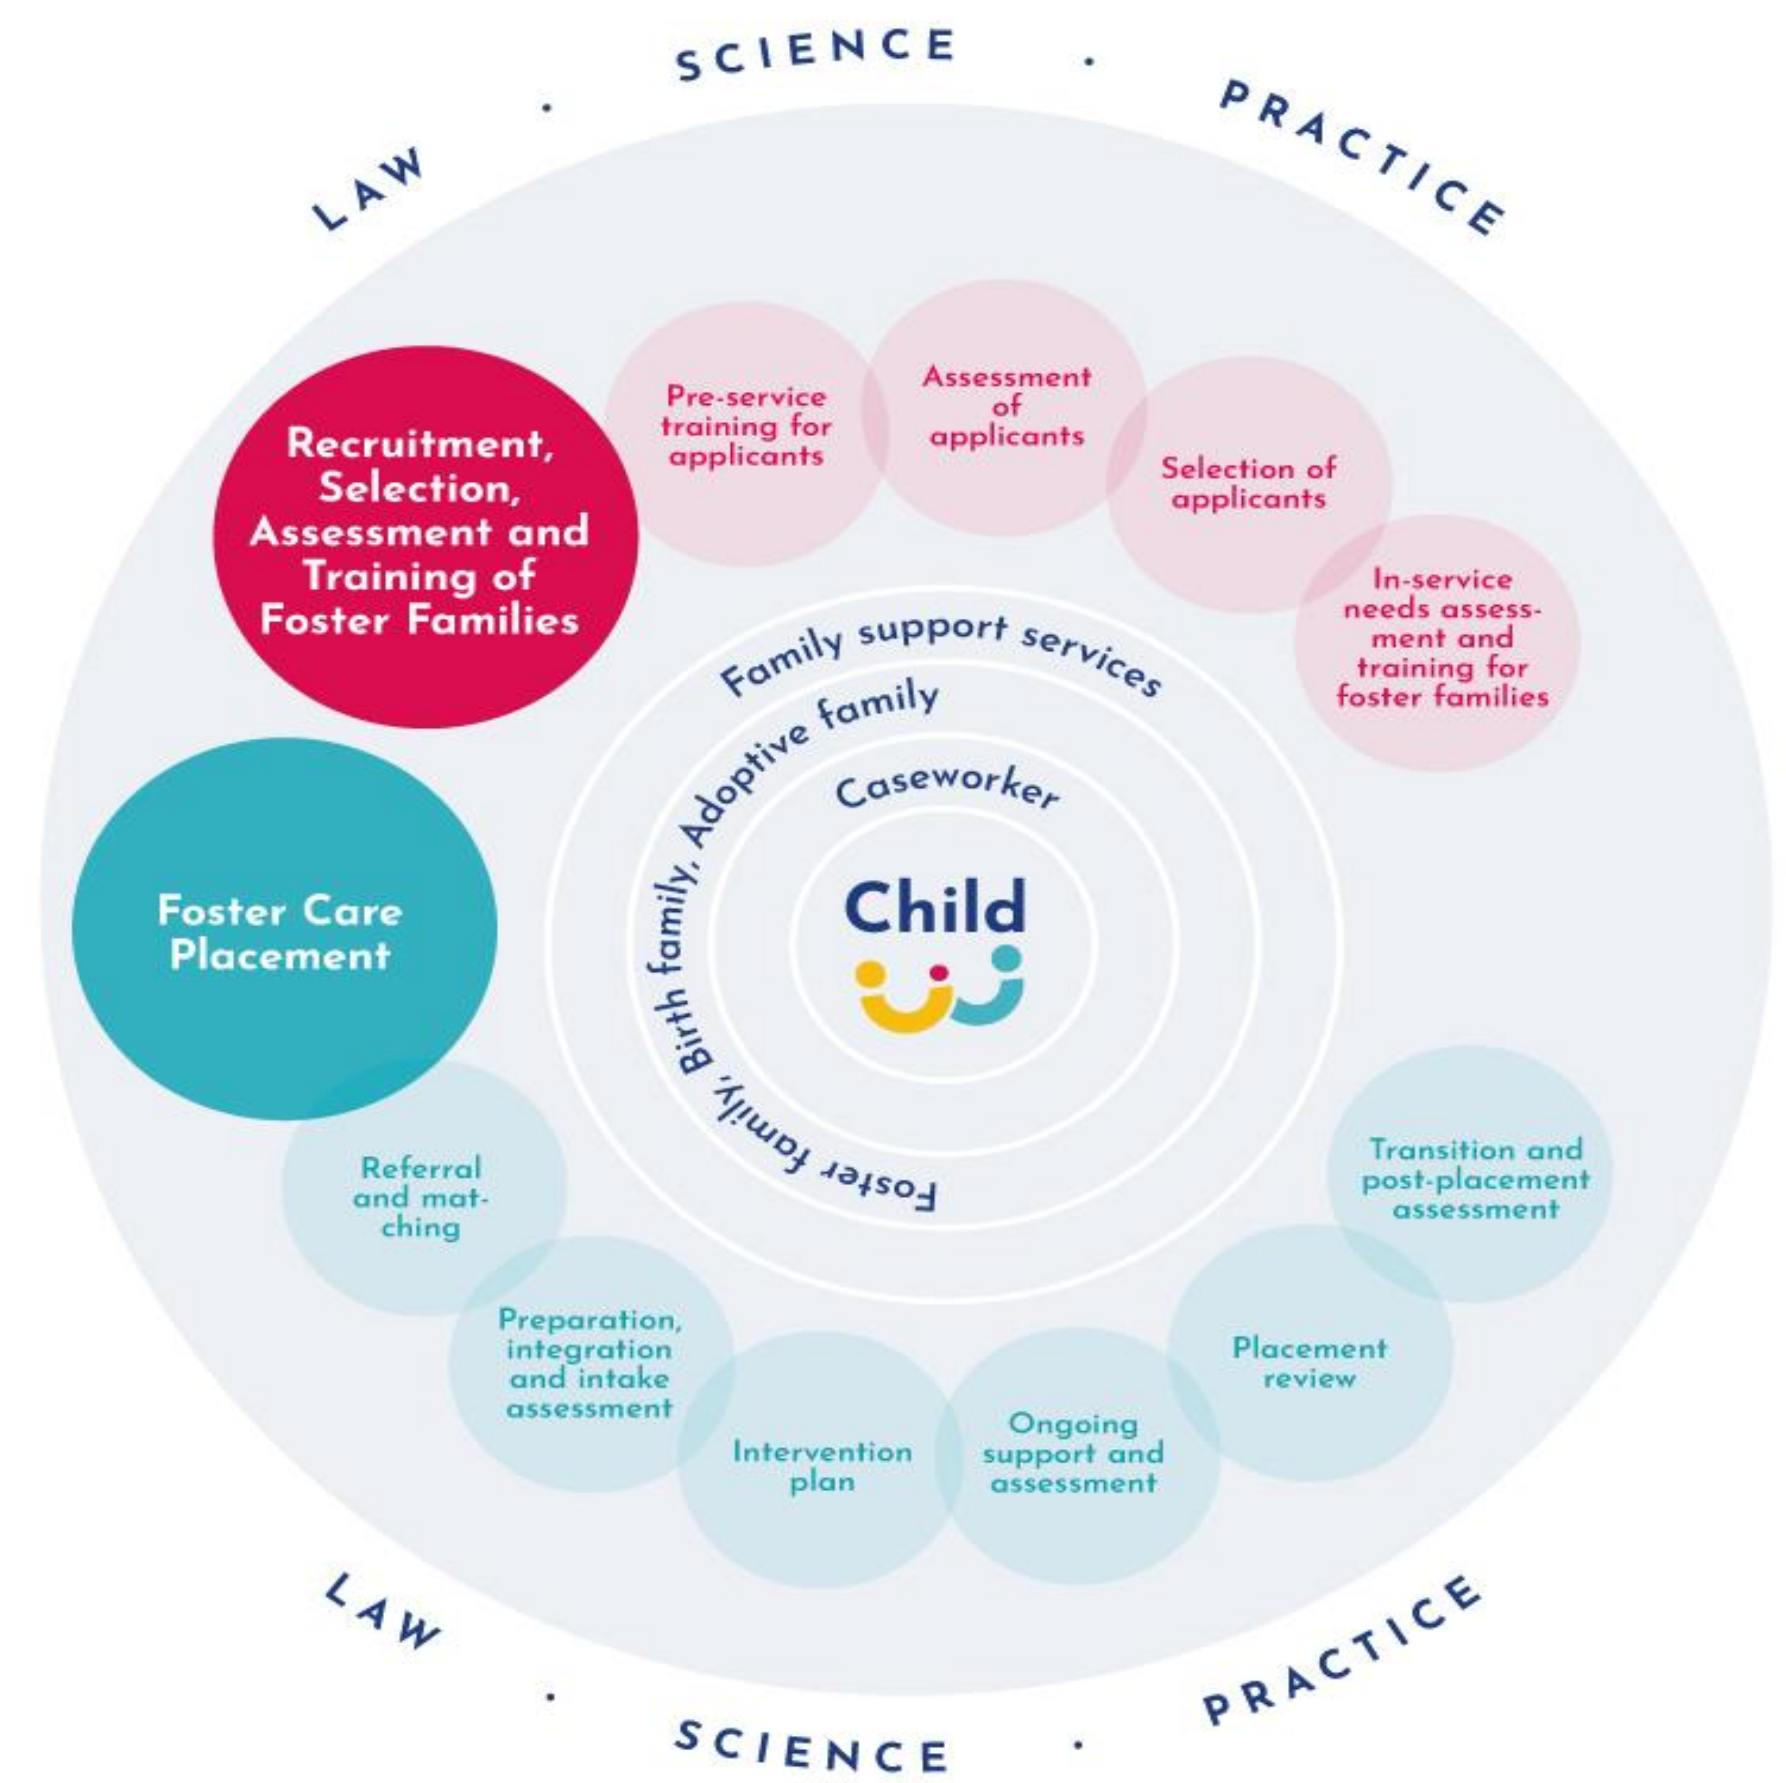 LAW · SCIENCE · PRACTICE
Recruitment,
Selection,
Assessment and
Training of
Foster Families
Pre-service
training for
applicants
Assessment
of
applicants
Selection of
applicants
In-service
needs assess-
ment and
training for
foster families
Family support services
Foster family, Birth family, Adoptive family
Caseworker
Child
Foster Care
Placement
Referral
and mat-
ching
Preparation,
integration
and intake
assessment
Intervention
plan
Ongoing
support and
assessment
Placement
review
Transition and
post-placement
assessment
LAW · SCIENCE · PRACTICE